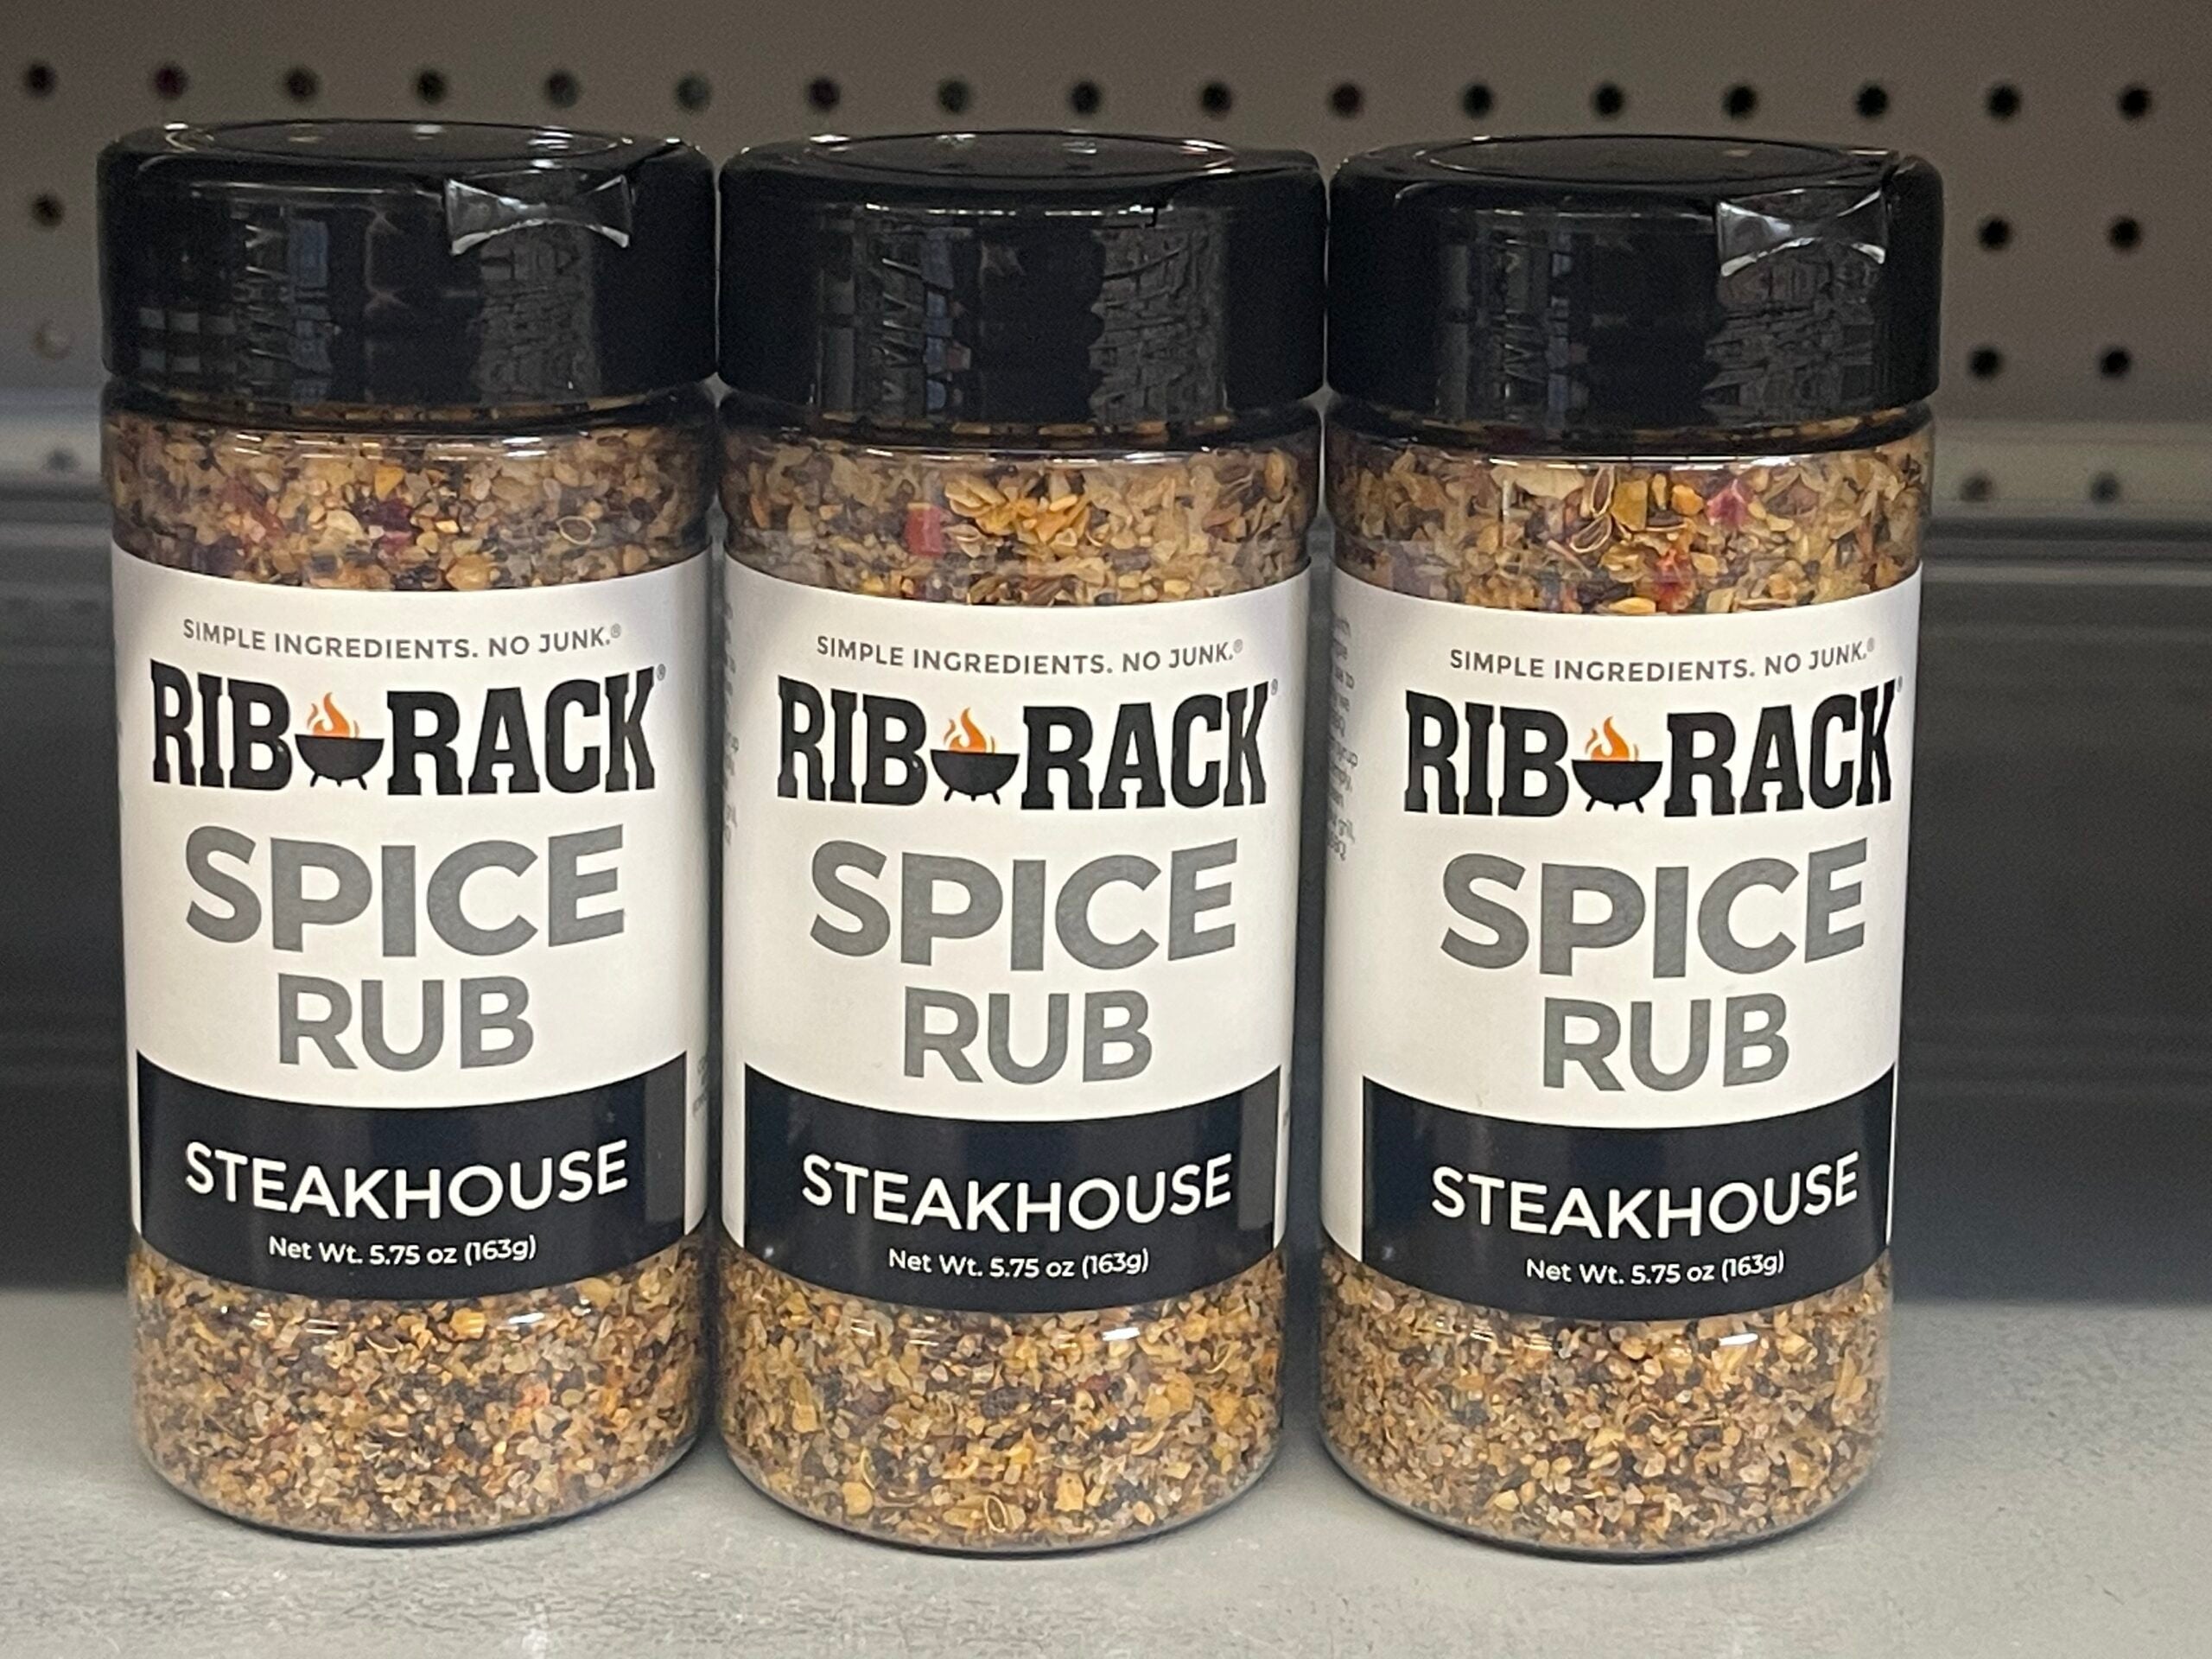 SIMPLE INGREDIENTS. NO JUNK.®
RIB RACK®
SPICE
RUB
STEAKHOUSE
Net Wt. 5.75 oz (163g)
SIMPLE INGREDIENTS. NO JUNK.®
RIB RACK®
SPICE
RUB
STEAKHOUSE
Net Wt. 5.75 oz (163g)
SIMPLE INGREDIENTS. NO JUNK.®
RIB RACK®
SPICE
RUB
STEAKHOUSE
Net Wt. 5.75 oz (163g)